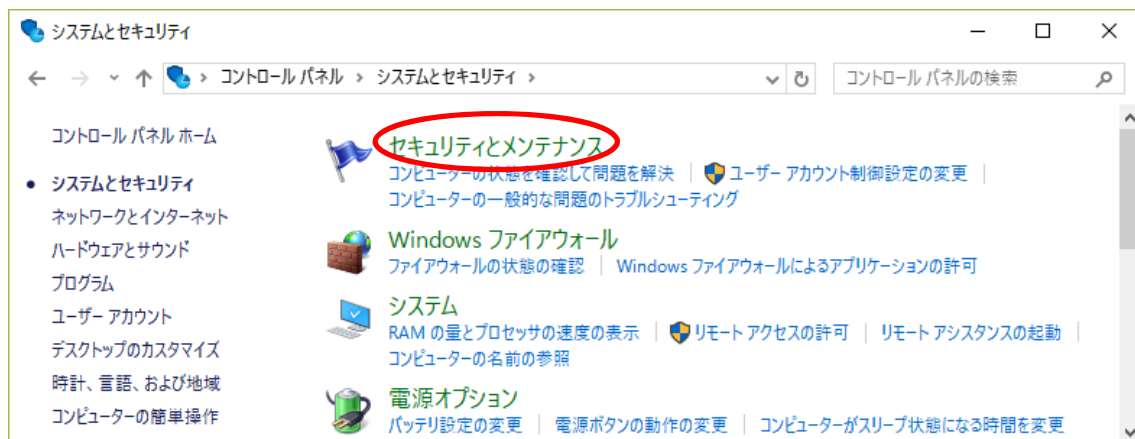 システムとセキュリティ
コントロール パネル › システムとセキュリティ ›
コントロール パネルの検索
コントロール パネル ホーム
システムとセキュリティ
ネットワークとインターネット
ハードウェアとサウンド
プログラム
ユーザー アカウント
デスクトップのカスタマイズ
時計、言語、および地域
コンピューターの簡単操作
セキュリティとメンテナンス
コンピューターの状態を確認して問題を解決 | ユーザー アカウント制御設定の変更 |
コンピューターの一般的な問題のトラブルシューティング
Windows ファイアウォール
ファイアウォールの状態の確認 | Windows ファイアウォールによるアプリケーションの許可
システム
RAM の量とプロセッサの速度の表示 | リモート アクセスの許可 | リモート アシスタンスの起動 |
コンピューターの名前の参照
電源オプション
バッテリ設定の変更 | 電源ボタンの動作の変更 | コンピューターがスリープ状態になる時間を変更